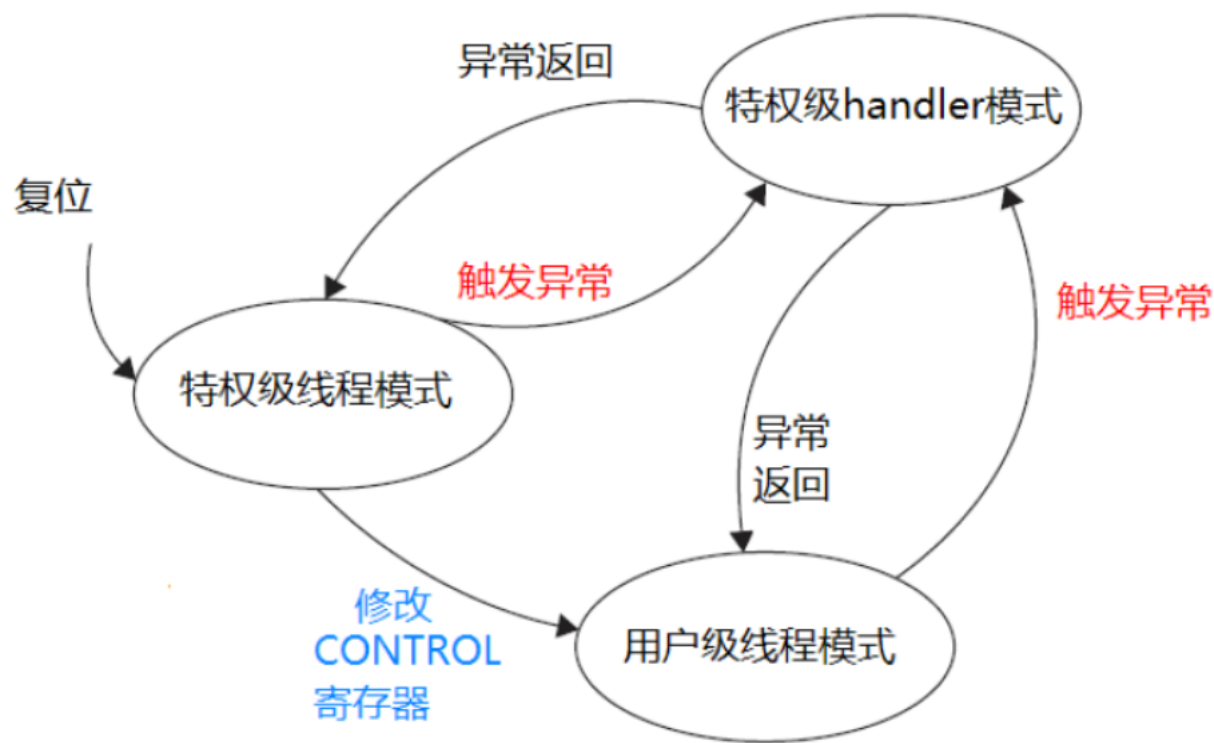 异常返回
特权级handler模式
复位
触发异常
触发异常
特权级线程模式
异常
返回
修改
CONTROL
寄存器
用户级线程模式